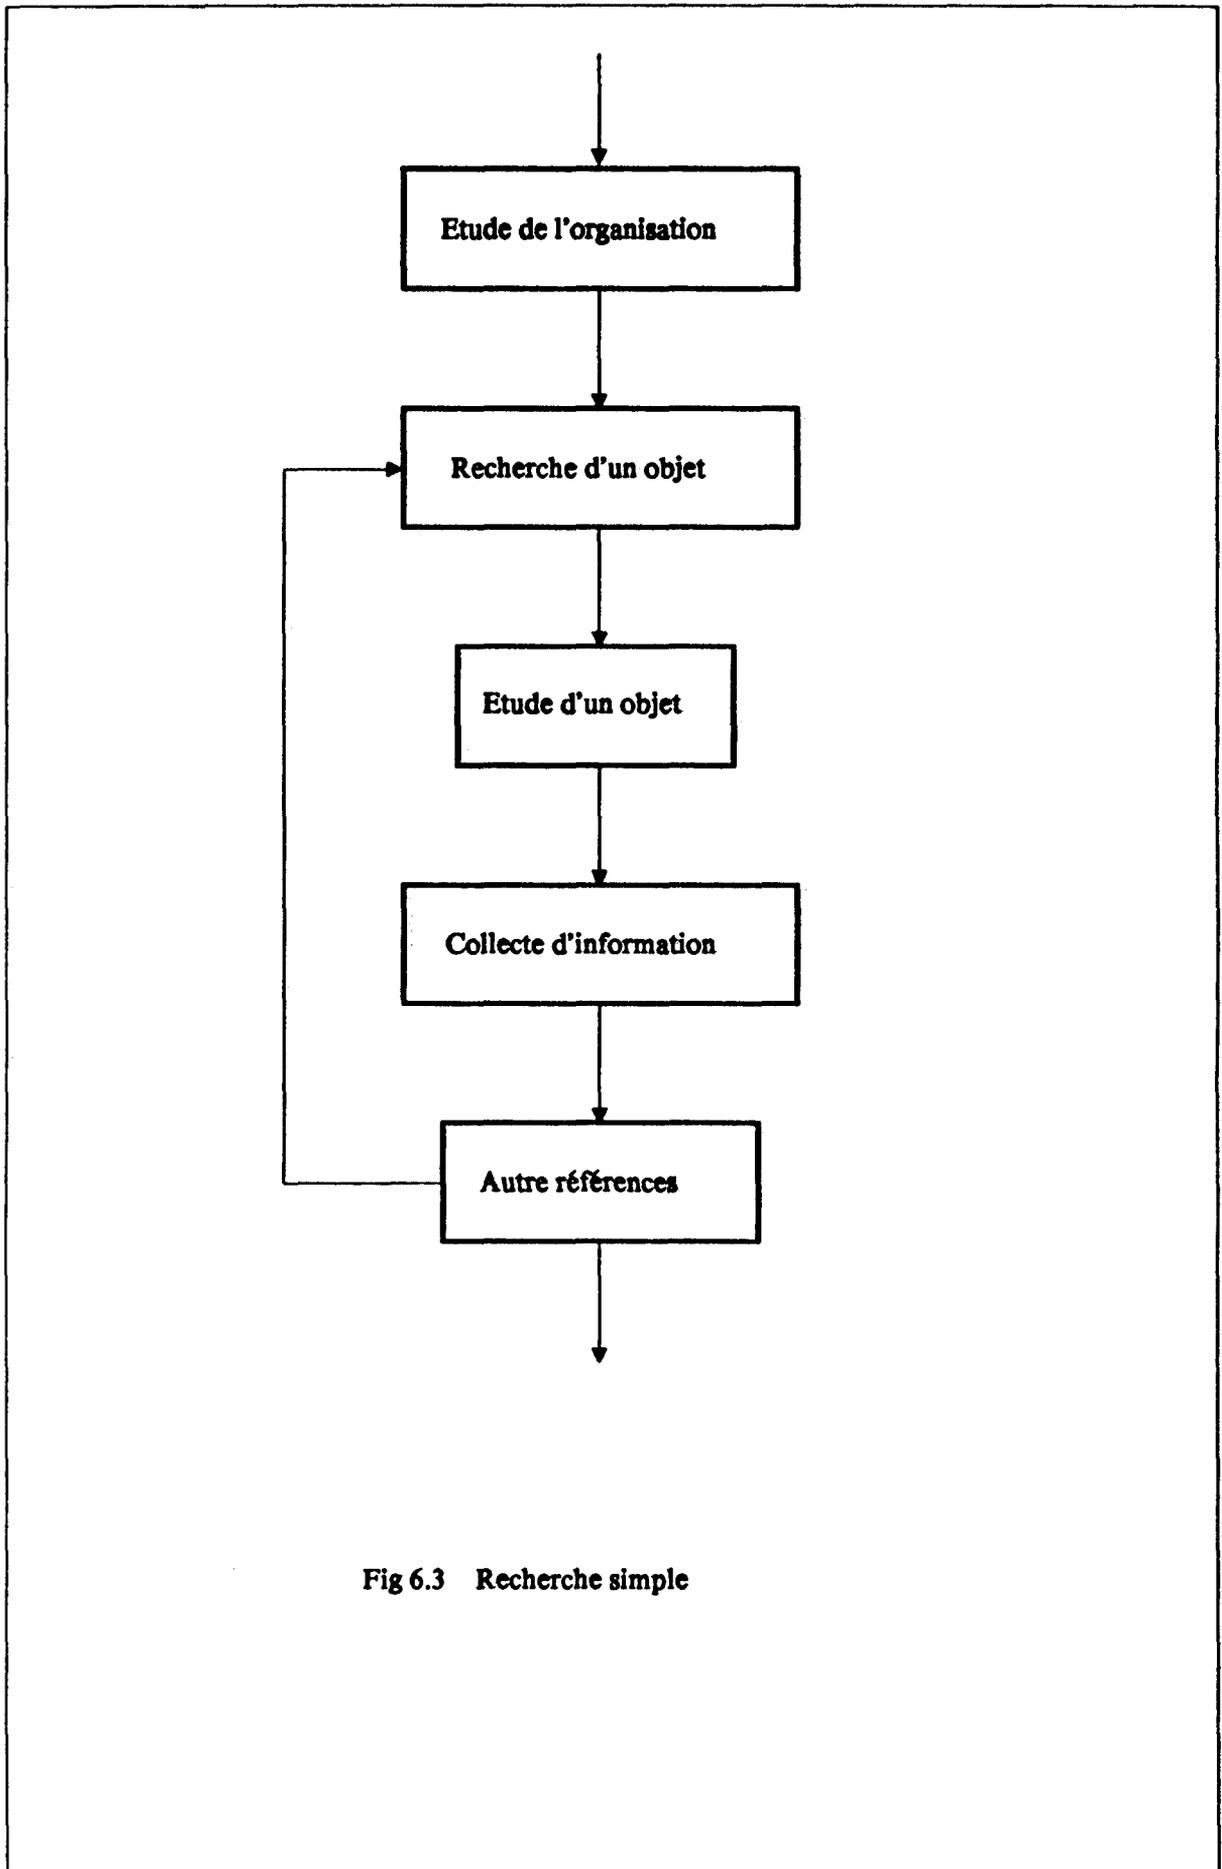 Etude de l'organisation
Recherche d'un objet
Etude d'un objet
Collecte d'information
Autre références
Fig 6.3 Recherche simple